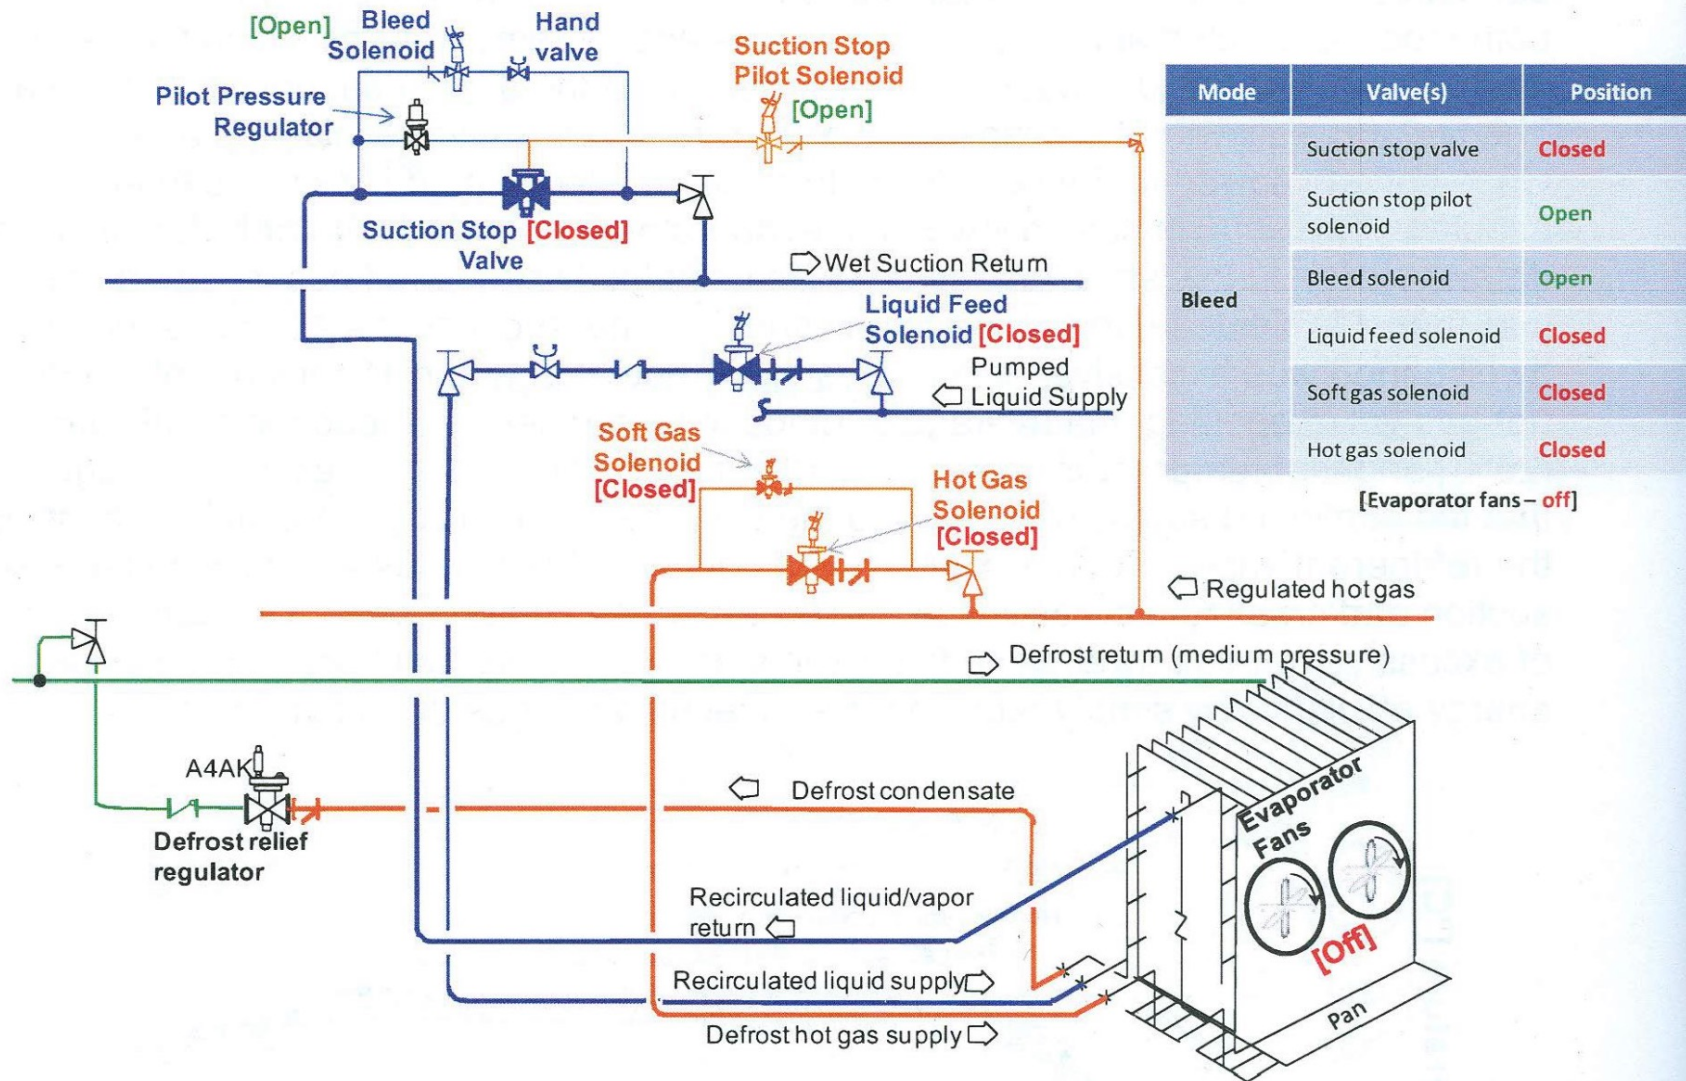 [Open]
Bleed
Solenoid
Hand
valve
Suction Stop
Pilot Solenoid
[Open]
Pilot Pressure
Regulator
Suction Stop [Closed]
Valve
Wet Suction Return
Liquid Feed
Solenoid [Closed]
Pumped
Liquid Supply
Soft Gas
Solenoid
[Closed]
Hot Gas
Solenoid
[Closed]
Regulated hot gas
Defrost return (medium pressure)
A4AK
Defrost relief
regulator
Defrost condensate
Recirculated liquid/vapor
return
Recirculated liquid supply
Defrost hot gas supply
Evaporator
Fans
[Off]
Pan
Mode Valve(s) Position
Bleed
Suction stop valve Closed
Suction stop pilot
solenoid Open
Bleed solenoid Open
Liquid feed solenoid Closed
Soft gas solenoid Closed
Hot gas solenoid Closed
[Evaporator fans – off]